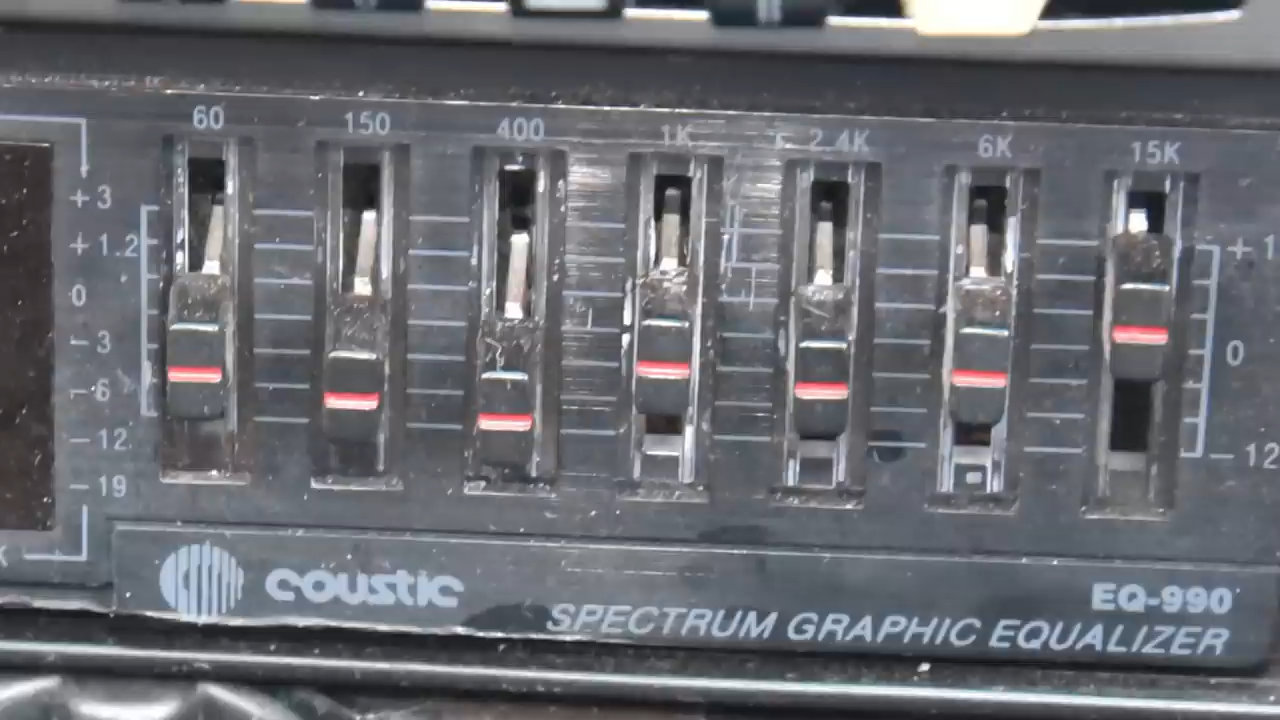 60 150 400 1K 2.4K 6K 15K
+3
+1.2
0
-3
-6
-12
-19
+1
0
-12
K
coustic
EQ-990
SPECTRUM GRAPHIC EQUALIZER